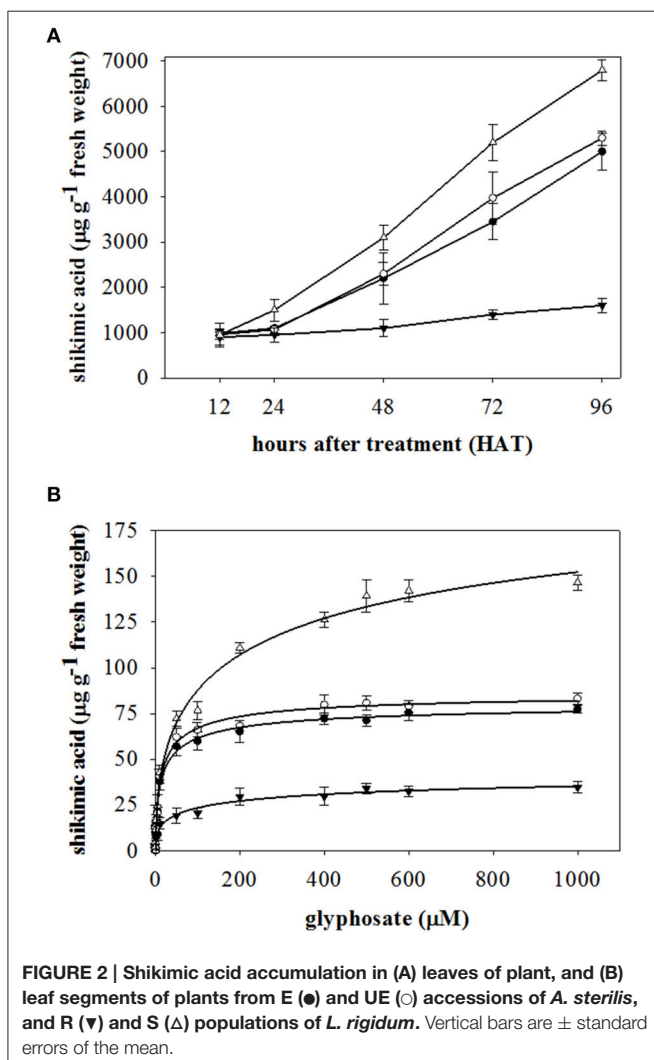 A
shikimic acid (µg g-1 fresh weight)
7000
6000
5000
4000
3000
2000
1000
0
12 24 48 72 96
hours after treatment (HAT)
B
shikimic acid (µg g-1 fresh weight)
175
150
125
100
75
50
25
0
0 200 400 600 800 1000
glyphosate (µM)
FIGURE 2 | Shikimic acid accumulation in (A) leaves of plant, and (B)
leaf segments of plants from E (●) and UE (○) accessions of A. sterilis,
and R (▼) and S (△) populations of L. rigidum. Vertical bars are ± standard
errors of the mean.